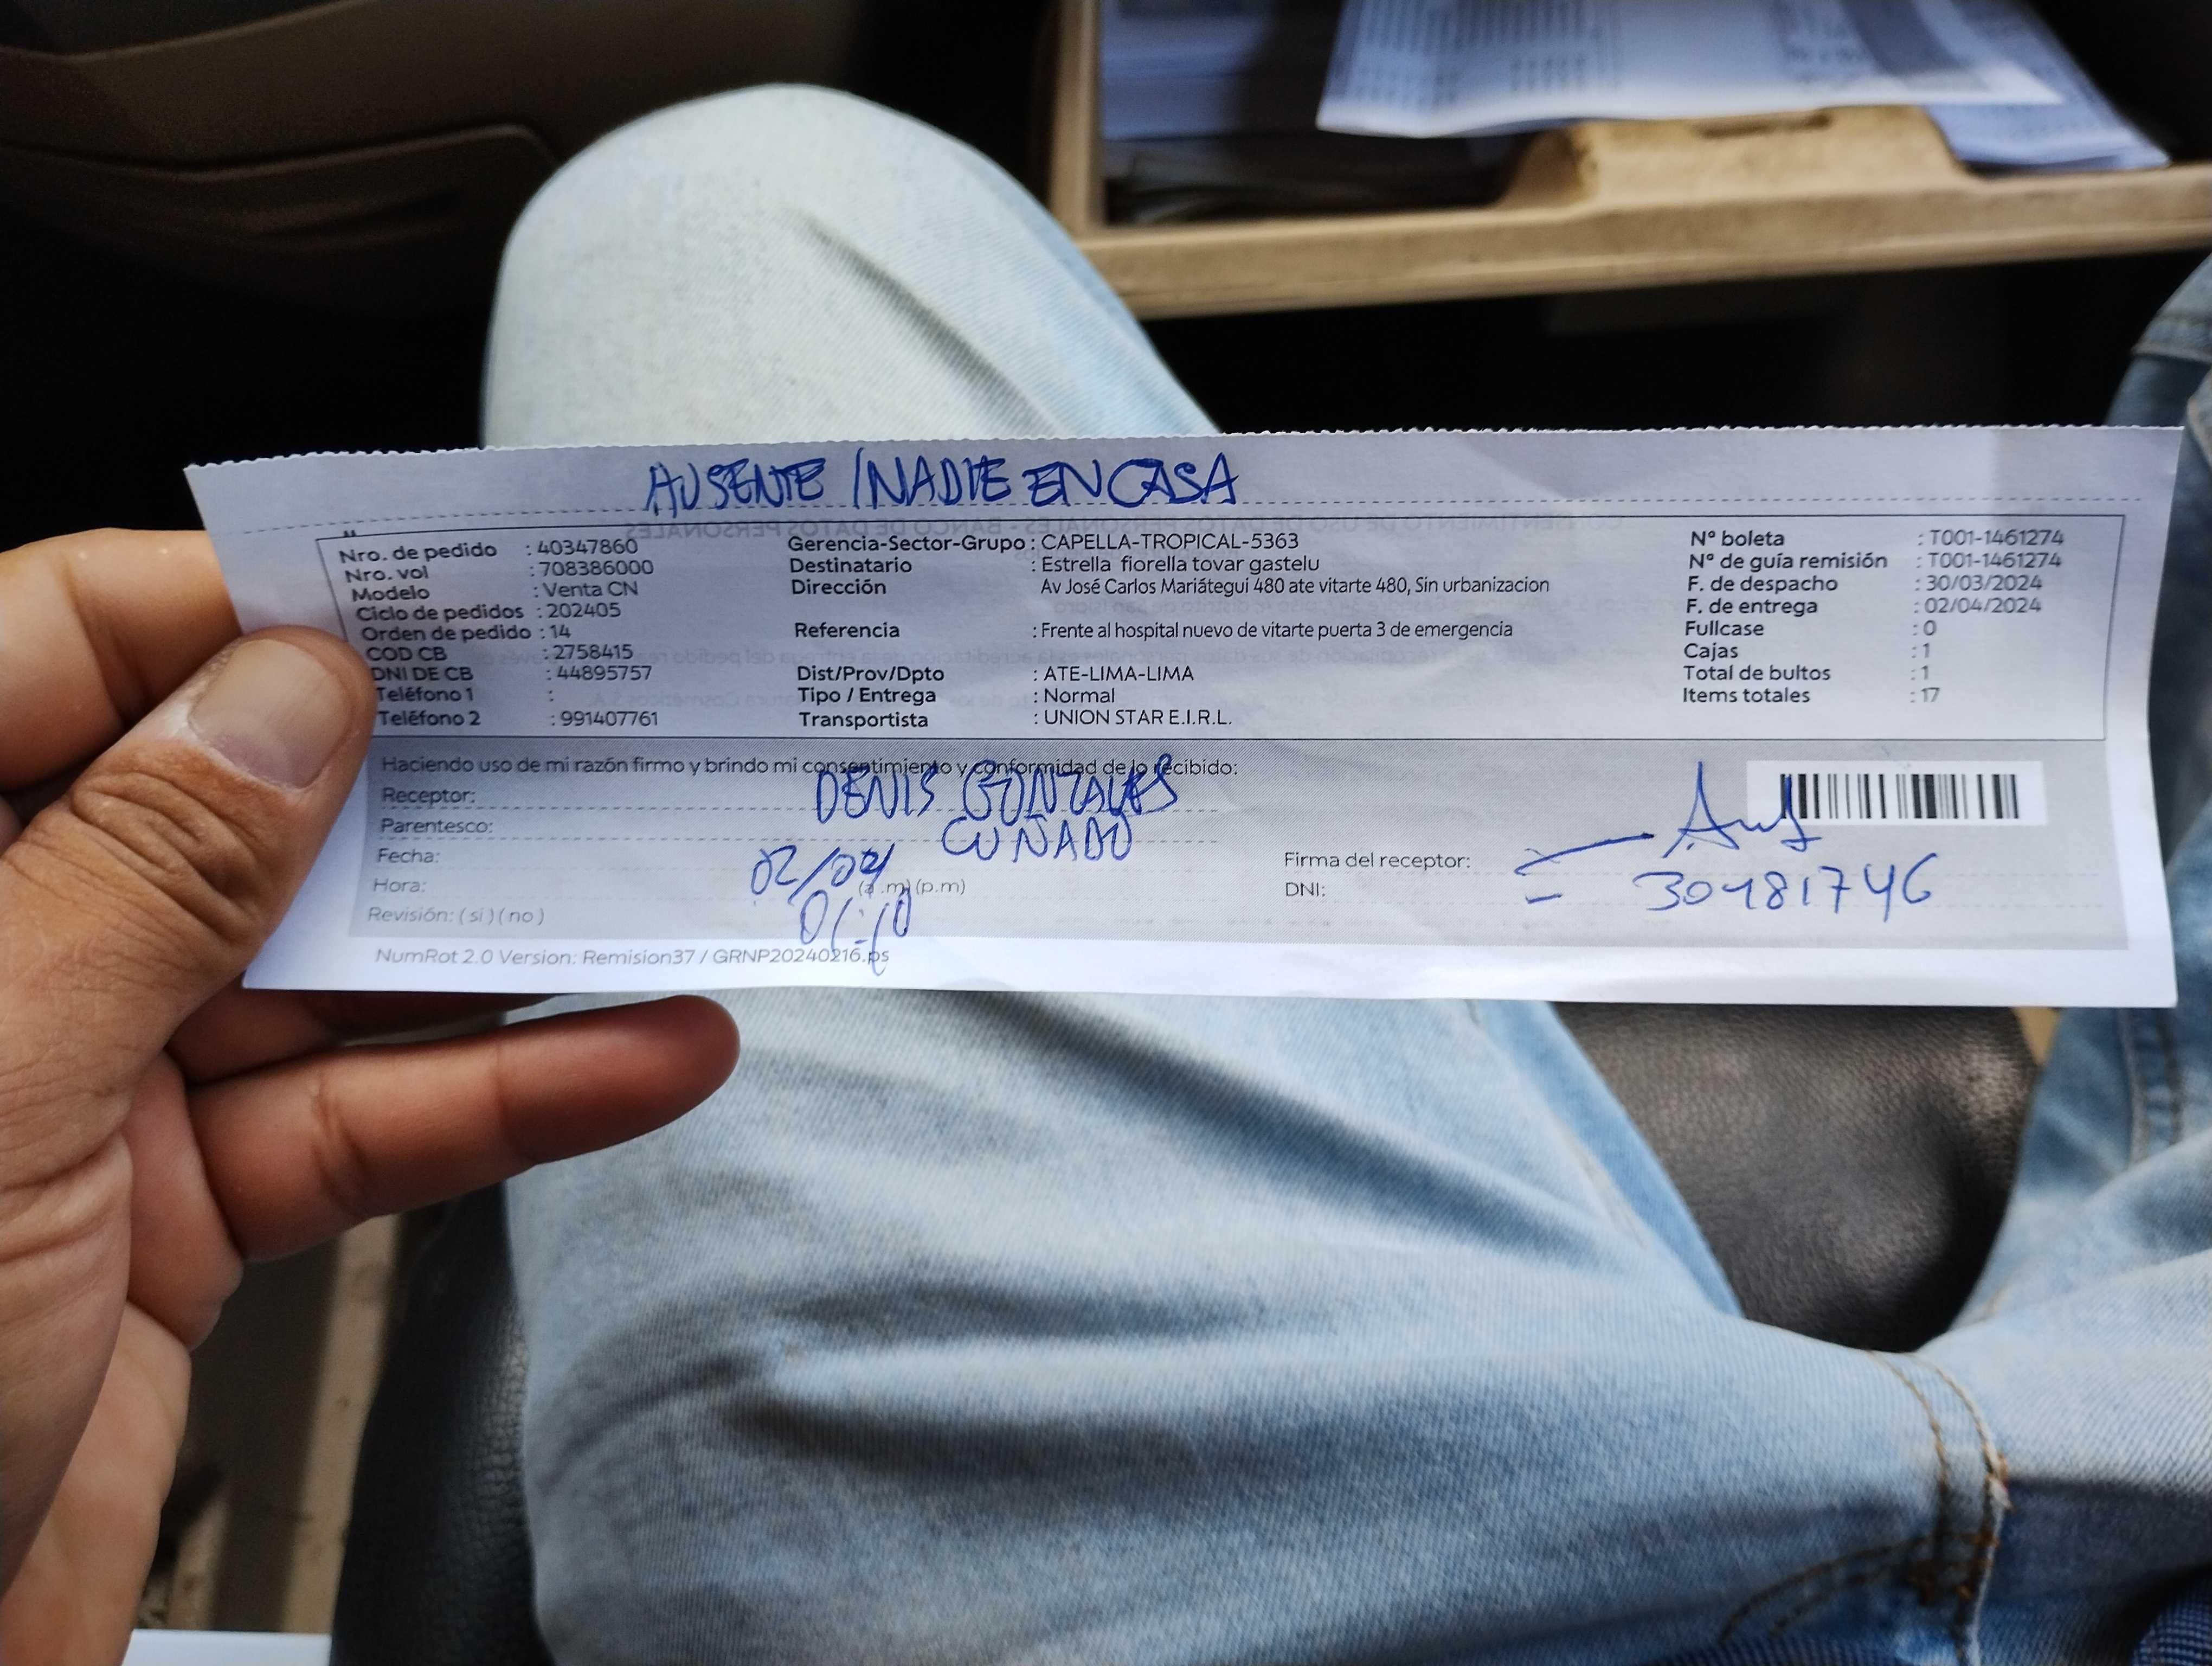 AUSENTE / NADIE EN CASA
Nro. de pedido : 40347860
Nro. vol : 708386000
Modelo : Venta CN
Ciclo de pedidos : 202405
Orden de pedido : 14
COD CB : 2758415
DNI DE CB : 44895757
Teléfono 1 :
Teléfono 2 : 991407761
Gerencia-Sector-Grupo : CAPELLA-TROPICAL-5363
Destinatario : Estrella fiorella tovar gastelu
Dirección Av José Carlos Mariátegui 480 ate vitarte 480, Sin urbanizacion
Referencia : Frente al hospital nuevo de vitarte puerta 3 de emergencia
Dist/Prov/Dpto : ATE-LIMA-LIMA
Tipo / Entrega : Normal
Transportista : UNION STAR E.I.R.L.
Nº boleta : T001-1461274
Nº de guía remisión : T001-1461274
F. de despacho : 30/03/2024
F. de entrega : 02/04/2024
Fullcase : 0
Cajas : 1
Total de bultos : 1
Items totales : 17
Haciendo uso de mi razón firmo y brindo mi consentimiento y conformidad de lo recibido:
Receptor: DENIS GONZALES
Parentesco: CUÑADO
Fecha: 02/04
Hora: 01:10 (a.m) (p.m)
Revisión: ( si ) ( no )
Firma del receptor:
DNI: 30481746
NumRot 2.0 Version: Remision37 / GRNP20240216.ps